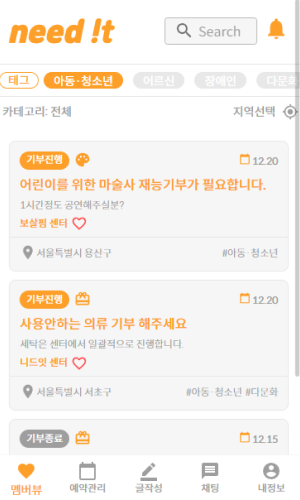 need !t
Search
태그 아동·청소년 어르신 장애인 다문화
카테고리: 전체 지역선택
기부진행 12.20
어린이를 위한 마술사 재능기부가 필요합니다.
1시간정도 공연해주실분?
보살핌 센터
서울특별시 용산구 #아동·청소년
기부진행 12.20
사용안하는 의류 기부 해주세요
세탁은 센터에서 일괄적으로 진행합니다.
니드잇 센터
서울특별시 서초구 #아동·청소년 #다문화
기부종료 12.15
멤버뷰 예약관리 글작성 채팅 내정보